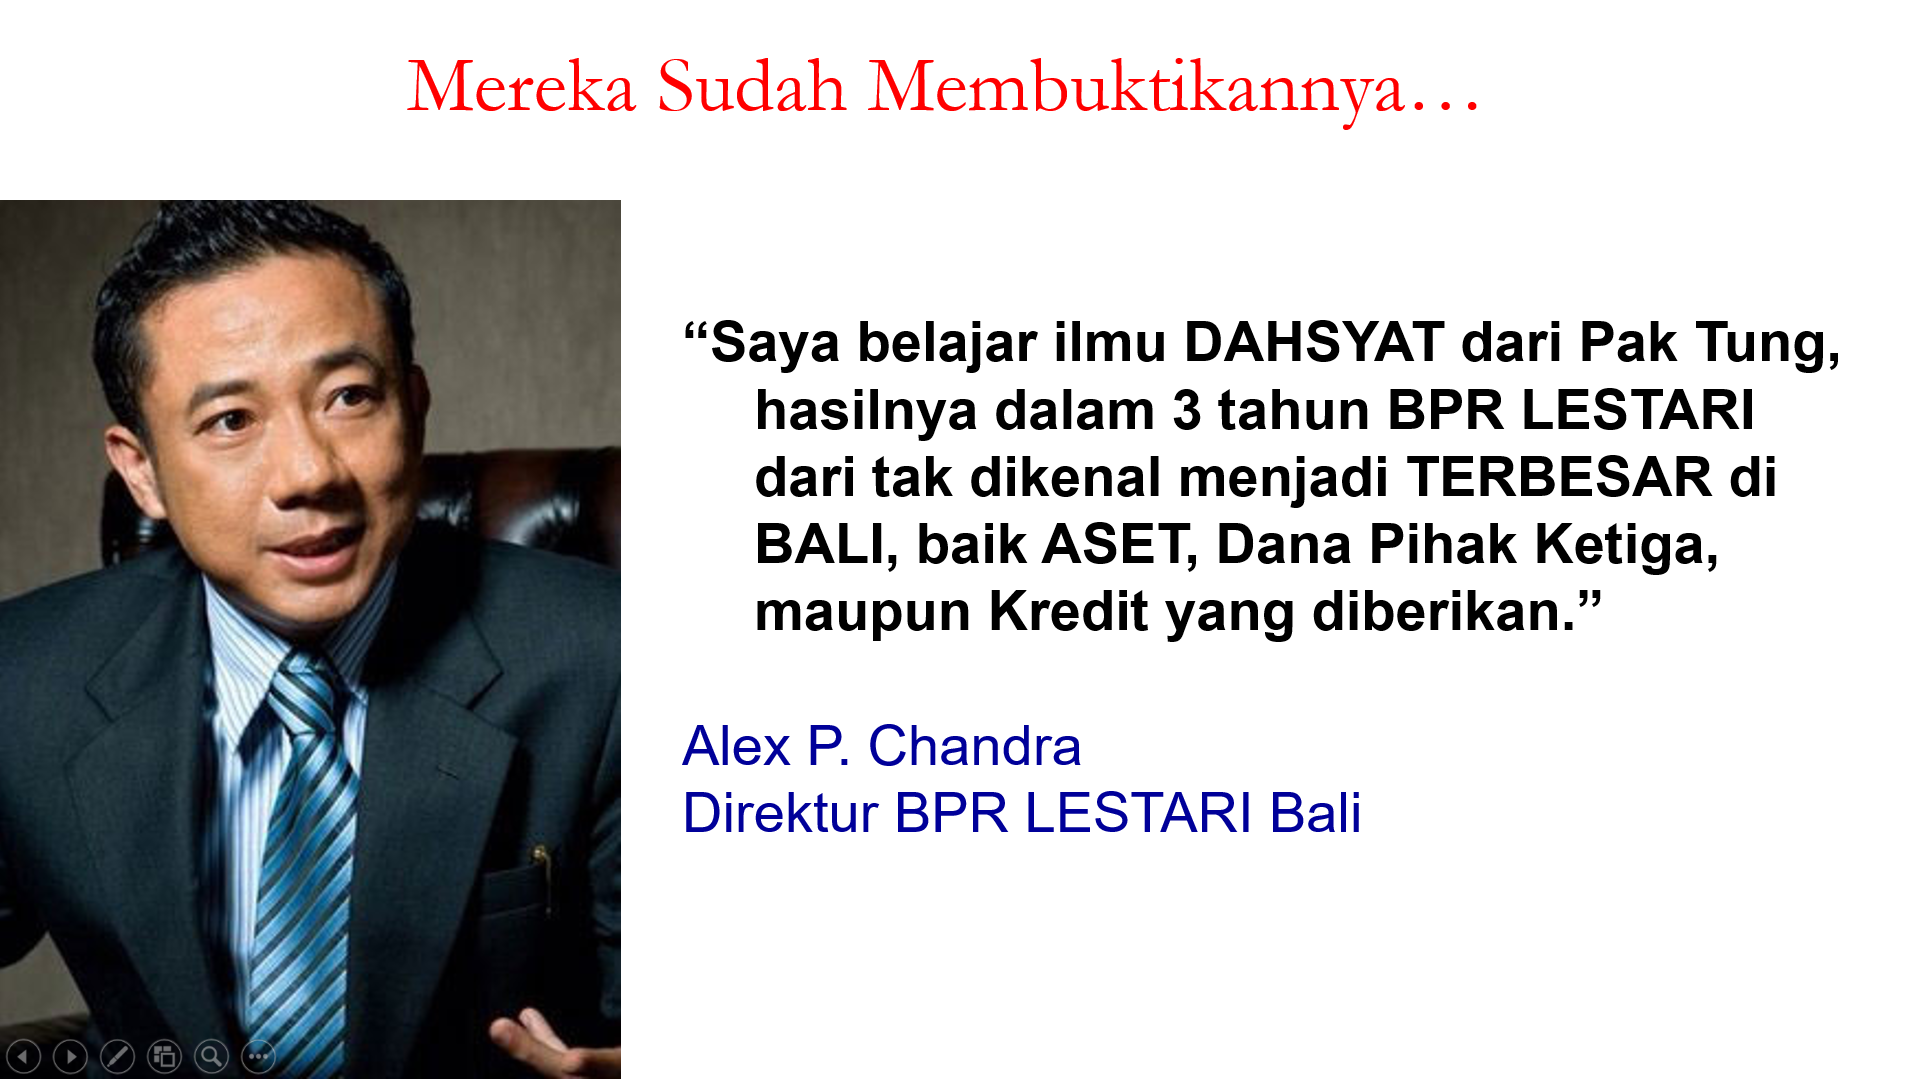 Mereka Sudah Membuktikannya…
“Saya belajar ilmu DAHSYAT dari Pak Tung,
hasilnya dalam 3 tahun BPR LESTARI
dari tak dikenal menjadi TERBESAR di
BALI, baik ASET, Dana Pihak Ketiga,
maupun Kredit yang diberikan.”
Alex P. Chandra
Direktur BPR LESTARI Bali